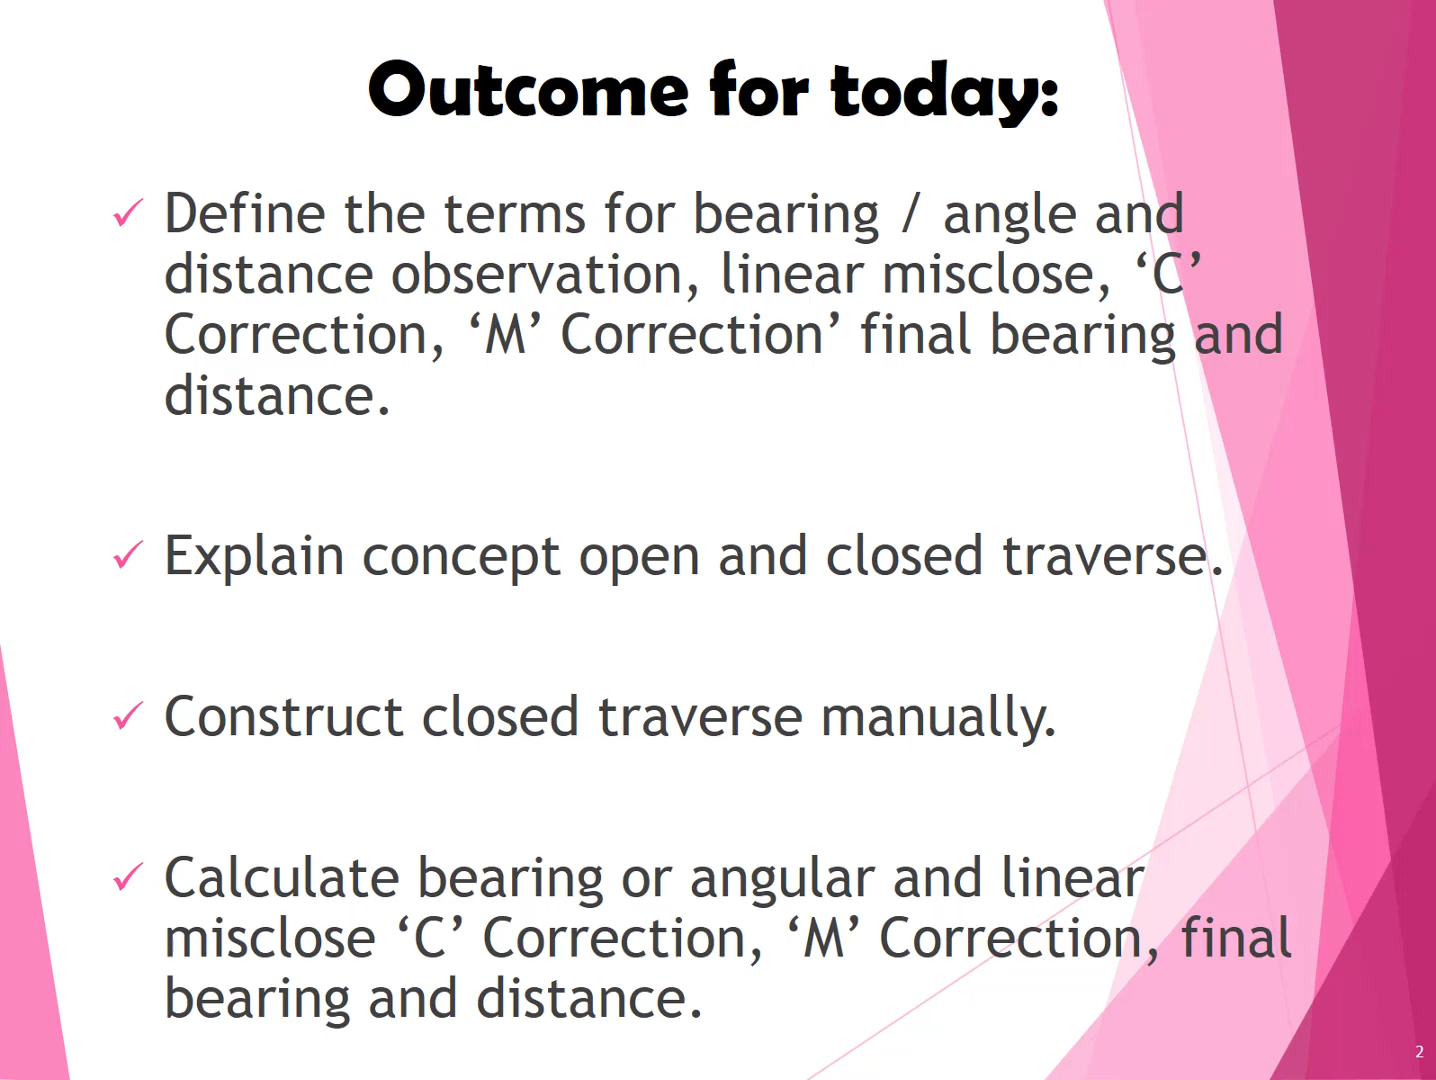 Outcome for today:
✓ Define the terms for bearing / angle and
distance observation, linear misclose, ‘C’
Correction, ‘M’ Correction’ final bearing and
distance.
✓ Explain concept open and closed traverse.
✓ Construct closed traverse manually.
✓ Calculate bearing or angular and linear
misclose ‘C’ Correction, ‘M’ Correction, final
bearing and distance.
2